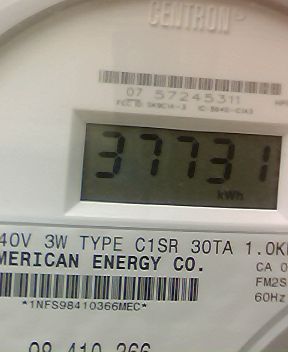 CENTRON
07 57245311
37731
kWh
40V 3W TYPE C1SR 30TA 1.0K
MERICAN ENERGY CO.
CA 0
FM2S
60Hz
*1NFS98410366MEC*
98 410 366